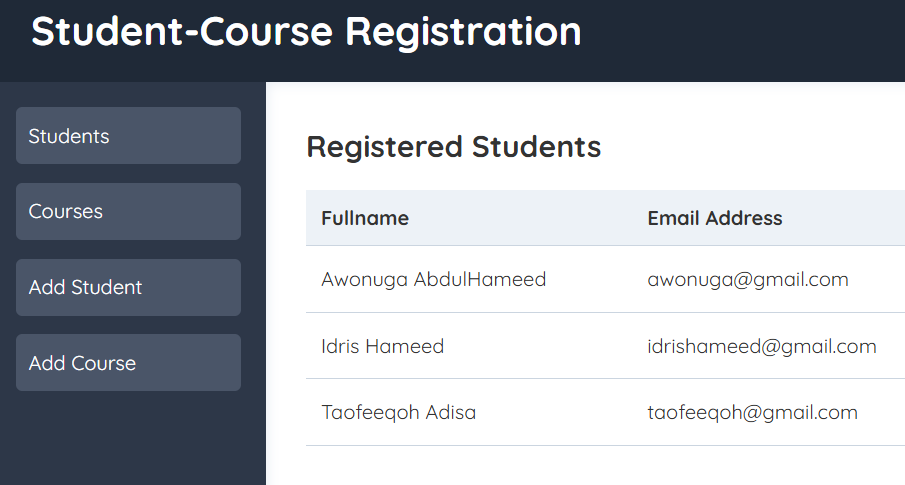 Student-Course Registration
Students
Courses
Add Student
Add Course
Registered Students
Fullname Email Address
Awonuga AbdulHameed awonuga@gmail.com
Idris Hameed idrishameed@gmail.com
Taofeeqoh Adisa taofeeqoh@gmail.com